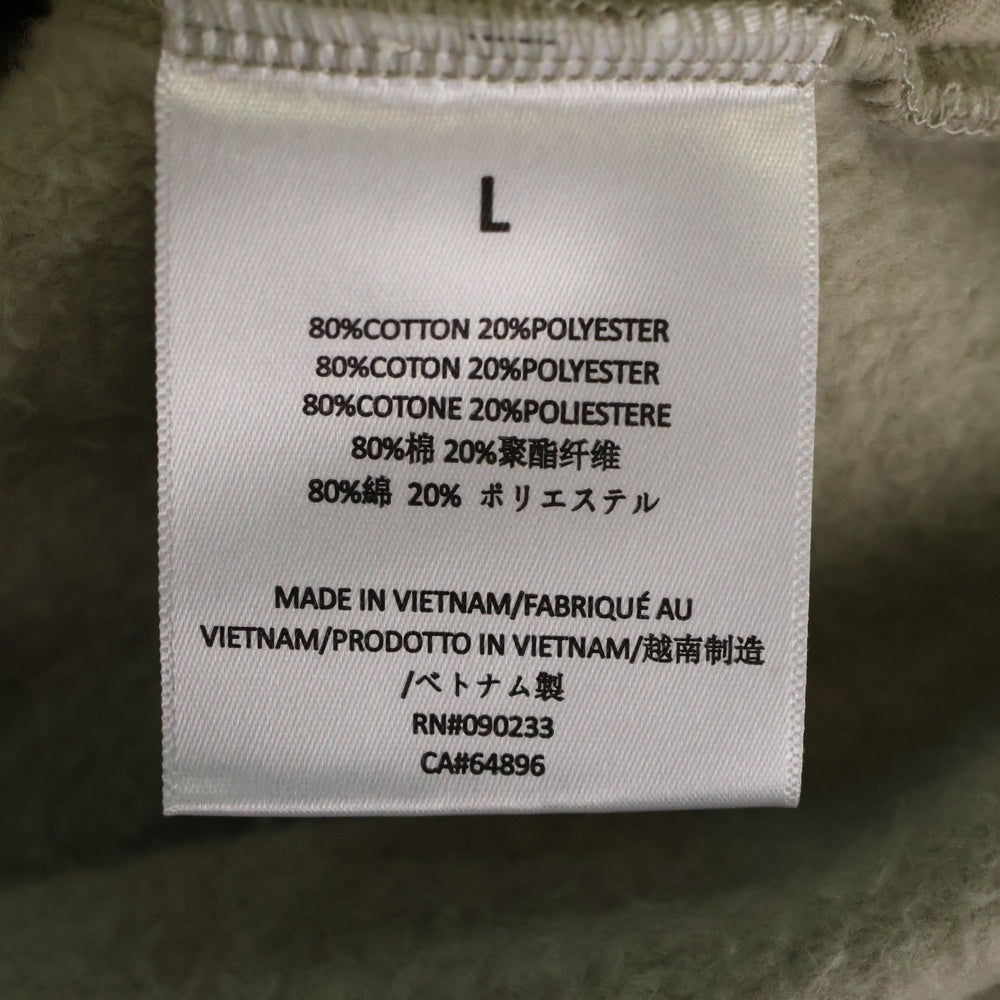 L
80%COTTON 20%POLYESTER
80%COTON 20%POLYESTER
80%COTONE 20%POLIESTERE
80%棉 20%聚酯纤维
80%綿 20% ポリエステル
MADE IN VIETNAM/FABRIQUÉ AU
VIETNAM/PRODOTTO IN VIETNAM/越南制造
/ベトナム製
RN#090233
CA#64896